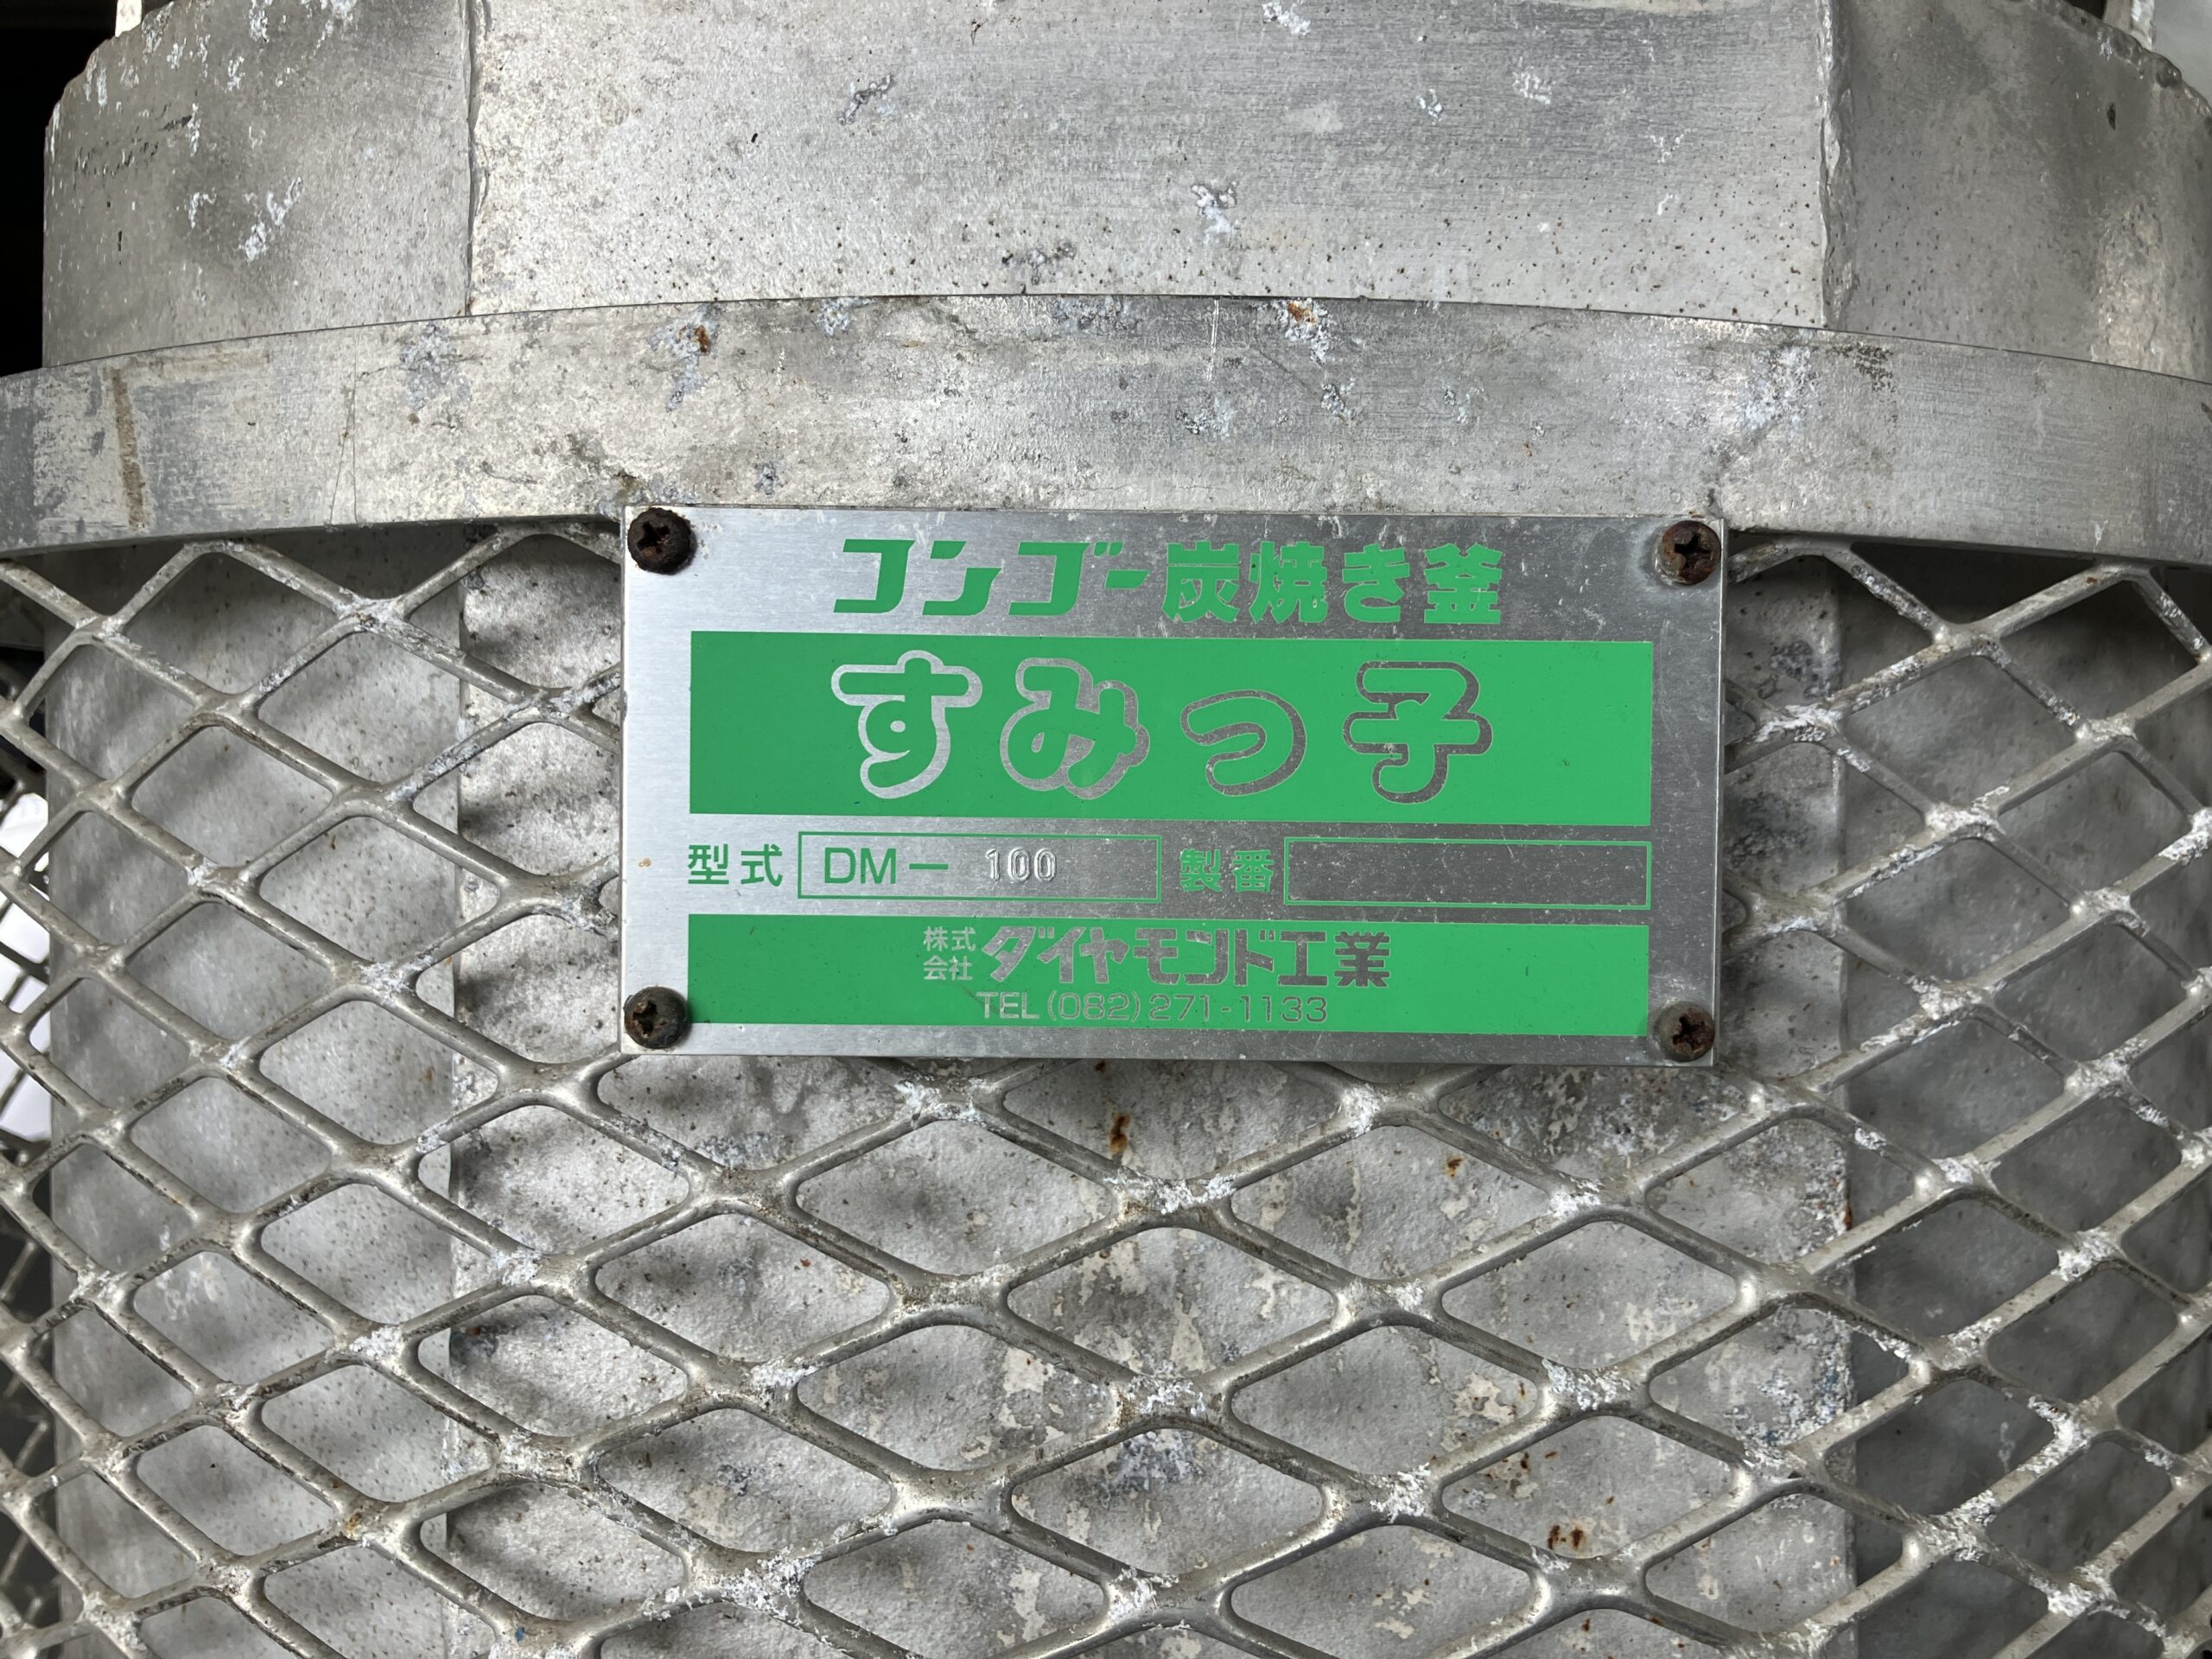 コンゴー炭焼き釜
すみっ子
型式 DM－ 100 製番
株式会社 ダイヤモンド工業
TEL(082)271-1133